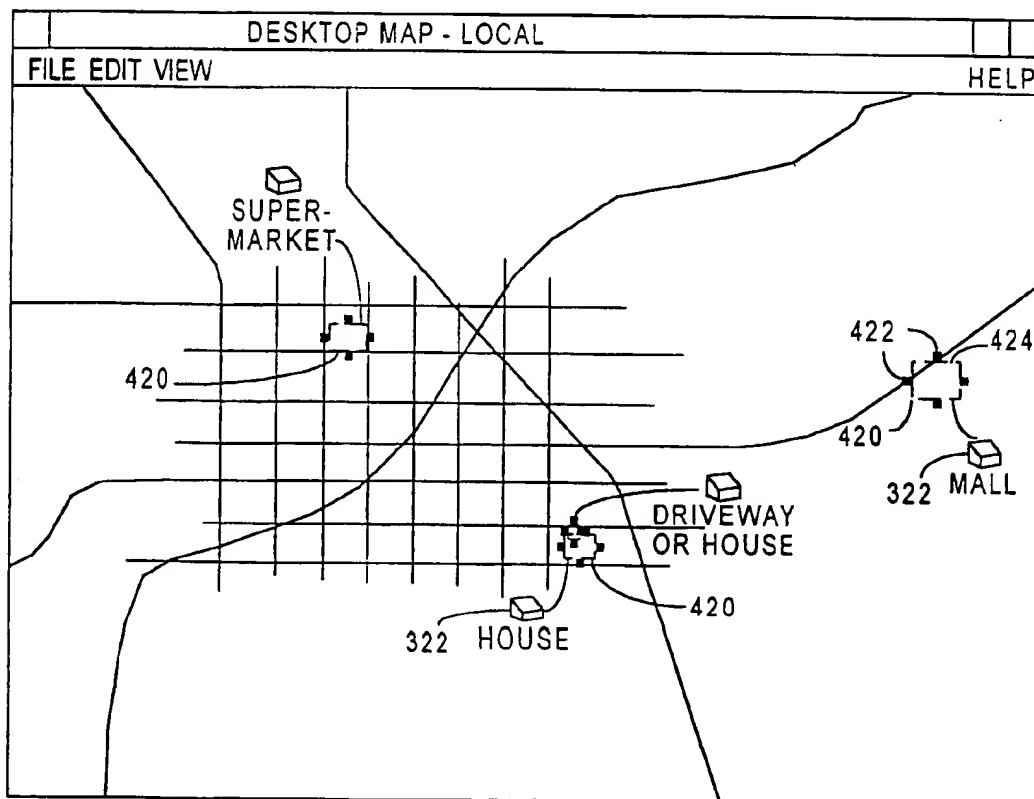 DESKTOP MAP - LOCAL
FILE EDIT VIEW
HELP
SUPER-
MARKET
420
422
424
420
322
MALL
DRIVEWAY
OR HOUSE
420
322
HOUSE